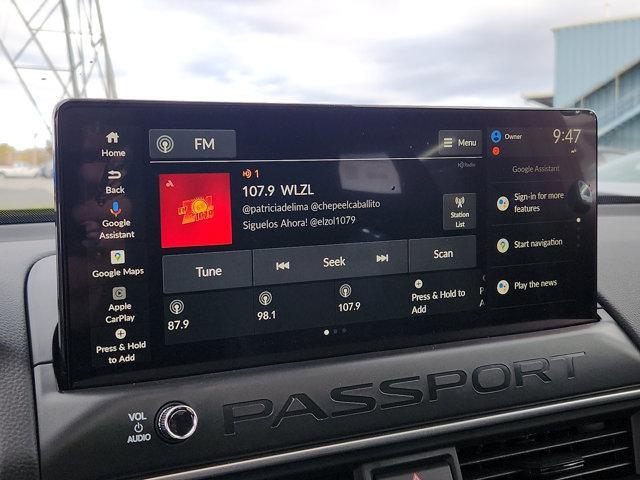 Home
Back
Google
Assistant
Google Maps
Apple
CarPlay
Press & Hold
to Add
FM
Menu
HD Radio
1
107.9 WLZL
@patriciadelima @chepeelcaballito
Siguelos Ahora! @elzol1079
Station
List
Tune
Seek
Scan
87.9
98.1
107.9
Press & Hold to
Add
Owner
9:47
Google Assistant
Sign-in for more
features
Start navigation
Play the news
VOL
AUDIO
PASSPORT